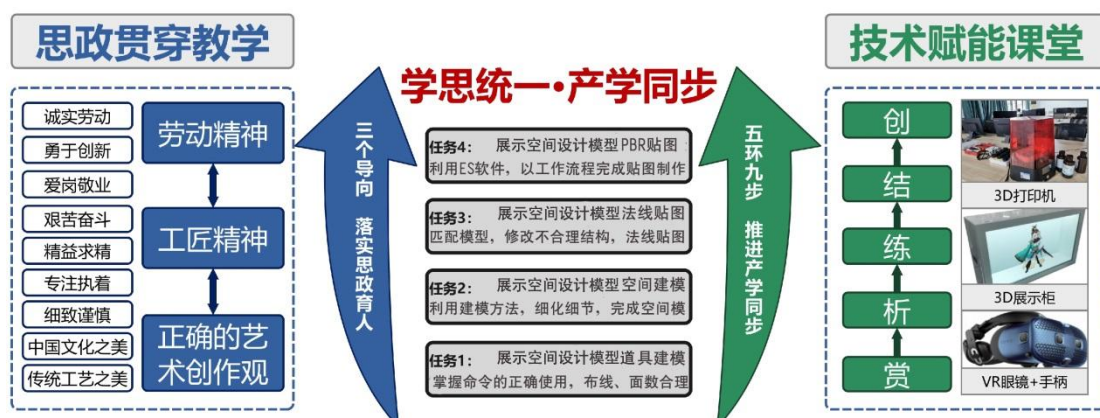 思政贯穿教学
诚实劳动
勇于创新
爱岗敬业
艰苦奋斗
精益求精
专注执着
细致谨慎
中国文化之美
传统工艺之美
劳动精神
工匠精神
正确的艺
术创作观
三个导向 落实思政育人
学思统一·产学同步
任务4： 展示空间设计模型PBR贴图
利用ES软件，以工作流程完成贴图制作
任务3： 展示空间设计模型法线贴图
匹配模型，修改不合理结构，法线贴图
任务2： 展示空间设计模型空间建模
利用建模方法，细化细节，完成空间模
任务1： 展示空间设计模型道具建模
掌握命令的正确使用，布线、面数合理
五环九步 推进产学同步
技术赋能课堂
创
结
练
析
赏
3D打印机
3D展示柜
VR眼镜+手柄